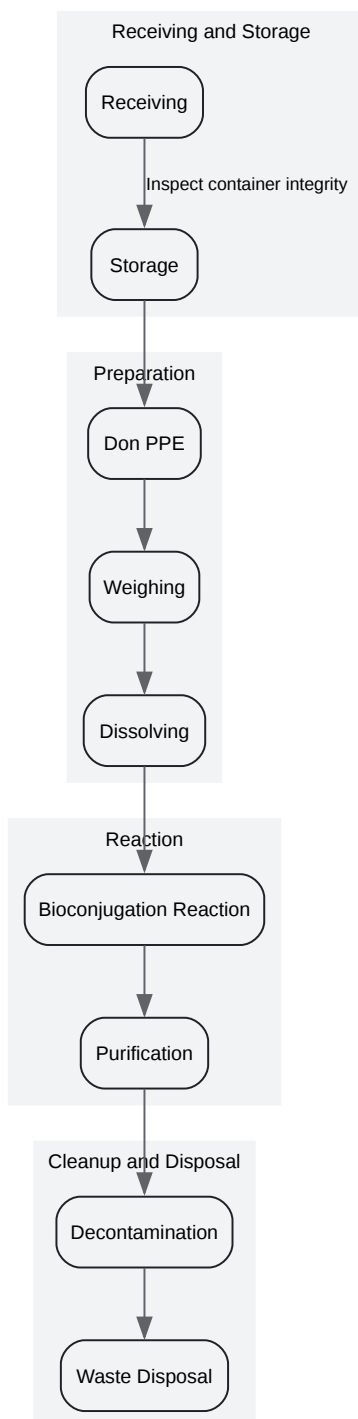 Receiving and Storage
Receiving
Inspect container integrity
Storage
Preparation
Don PPE
Weighing
Dissolving
Reaction
Bioconjugation Reaction
Purification
Cleanup and Disposal
Decontamination
Waste Disposal